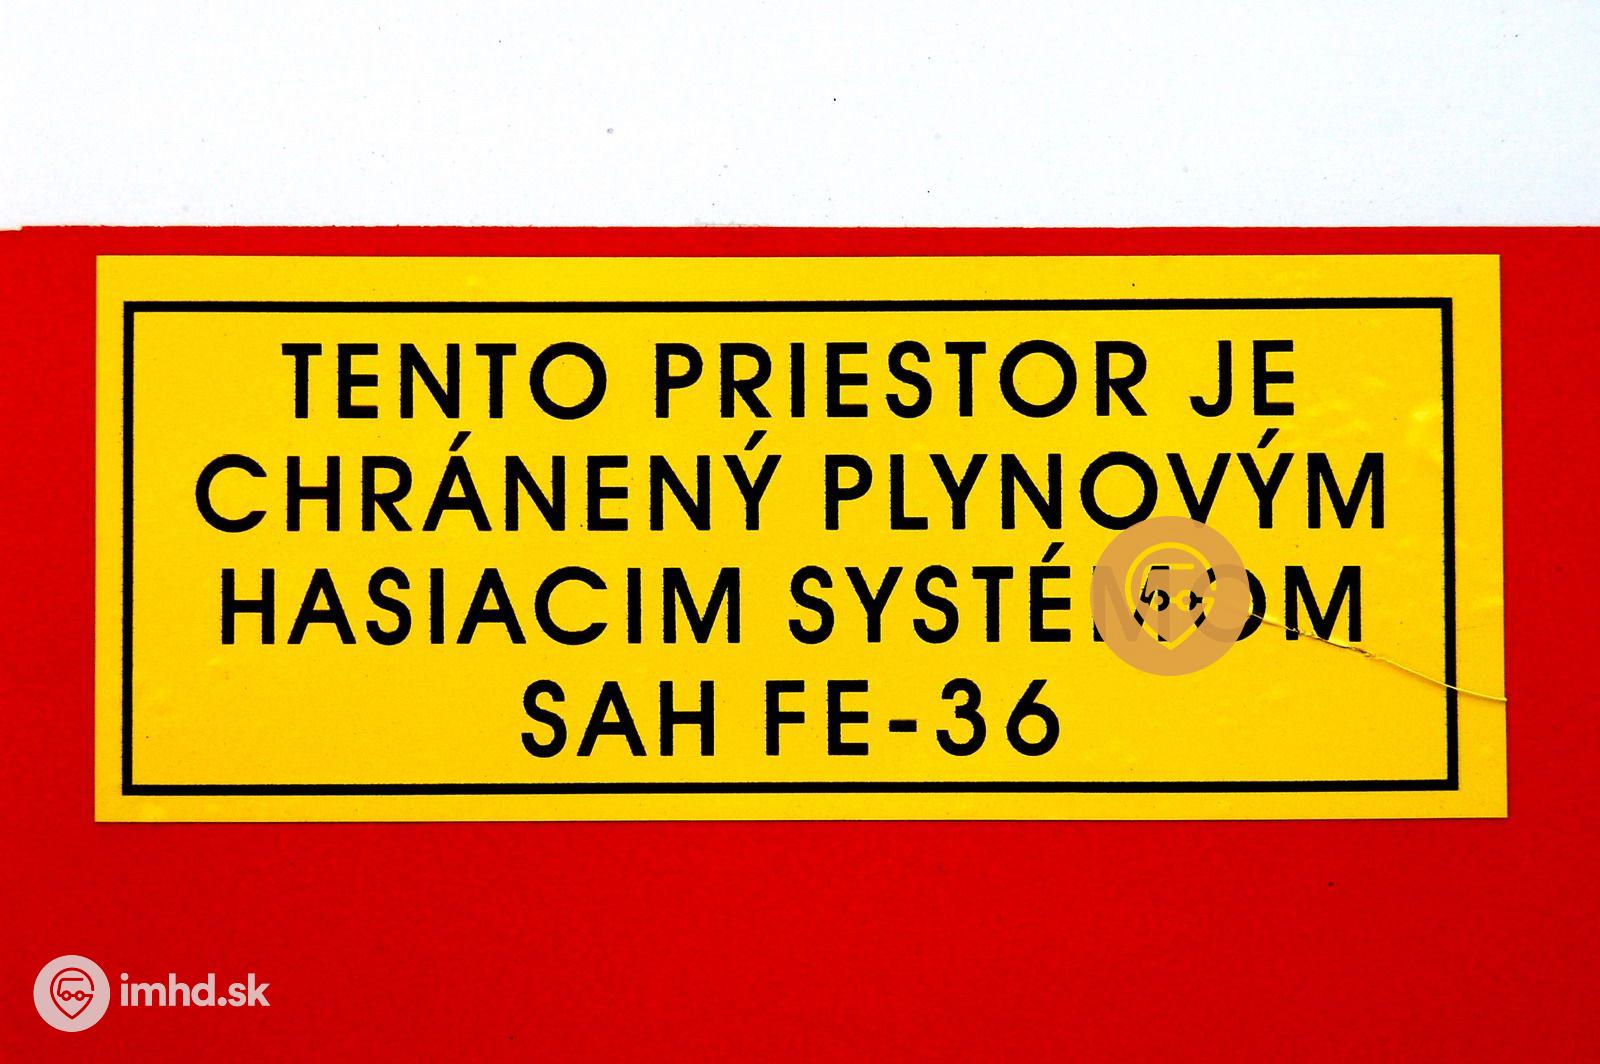 TENTO PRIESTOR JE
CHRÁNENÝ PLYNOVÝM
HASIACIM SYSTÉMOM
SAH FE-36
imhd.sk